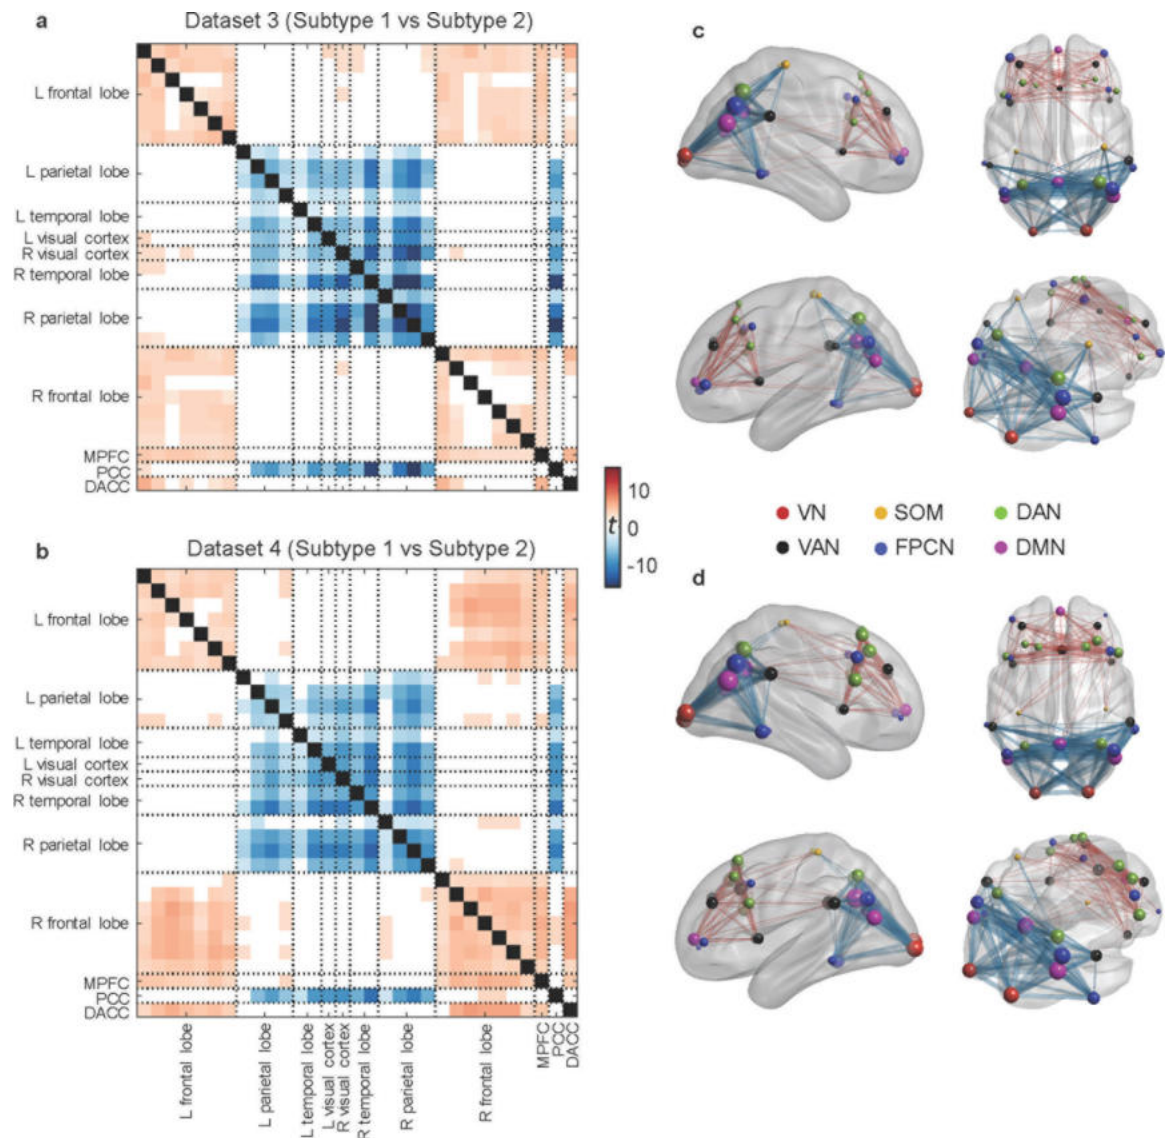 a
Dataset 3 (Subtype 1 vs Subtype 2)
L frontal lobe
L parietal lobe
L temporal lobe
L visual cortex
R visual cortex
R temporal lobe
R parietal lobe
R frontal lobe
MPFC
PCC
DACC
10
t
0
-10
b
Dataset 4 (Subtype 1 vs Subtype 2)
L frontal lobe
L parietal lobe
L temporal lobe
L visual cortex
R visual cortex
R temporal lobe
R parietal lobe
R frontal lobe
MPFC
PCC
DACC
L frontal lobe
L parietal lobe
L temporal lobe
L visual cortex
R visual cortex
R temporal lobe
R parietal lobe
R frontal lobe
MPFC
PCC
DACC
c
VN
SOM
DAN
VAN
FPCN
DMN
d